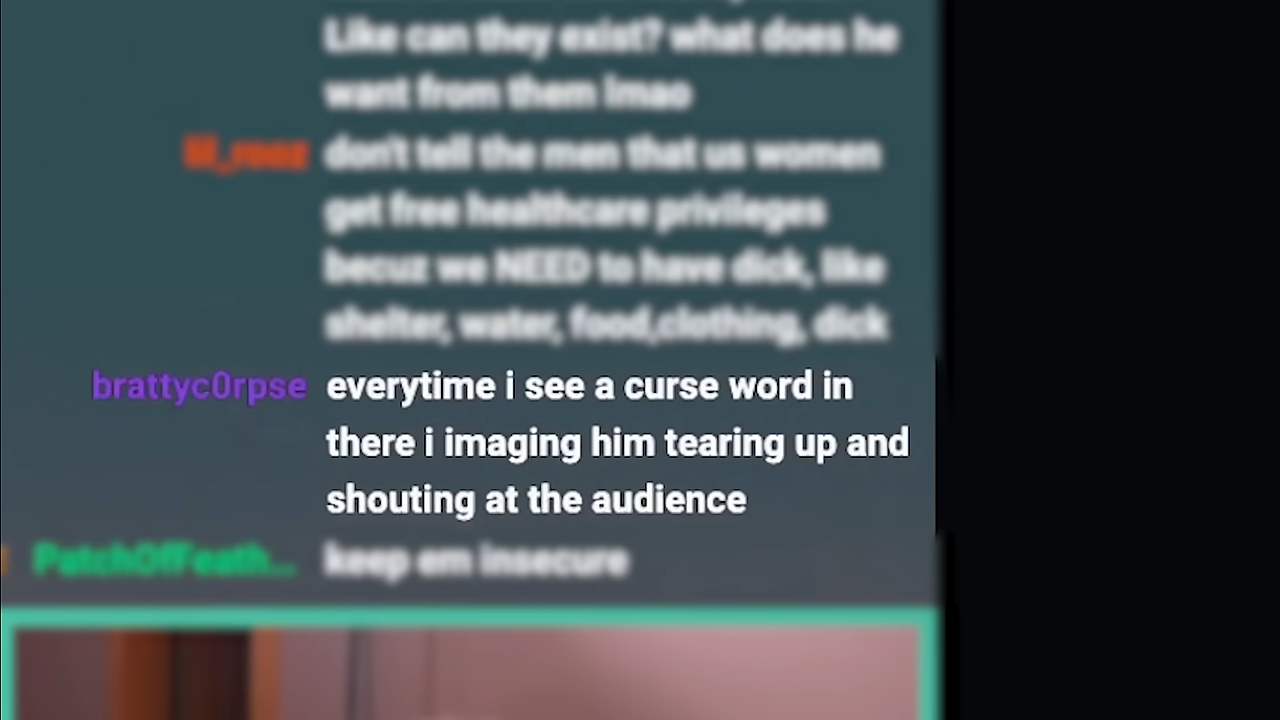 Like can they exist? what does he
want from them lmao
lil_rooz don't tell the men that us women
get free healthcare privileges
becuz we NEED to have dick, like
shelter, water, food,clothing, dick
brattyc0rpse everytime i see a curse word in
there i imaging him tearing up and
shouting at the audience
PatchOfFeath... keep em insecure